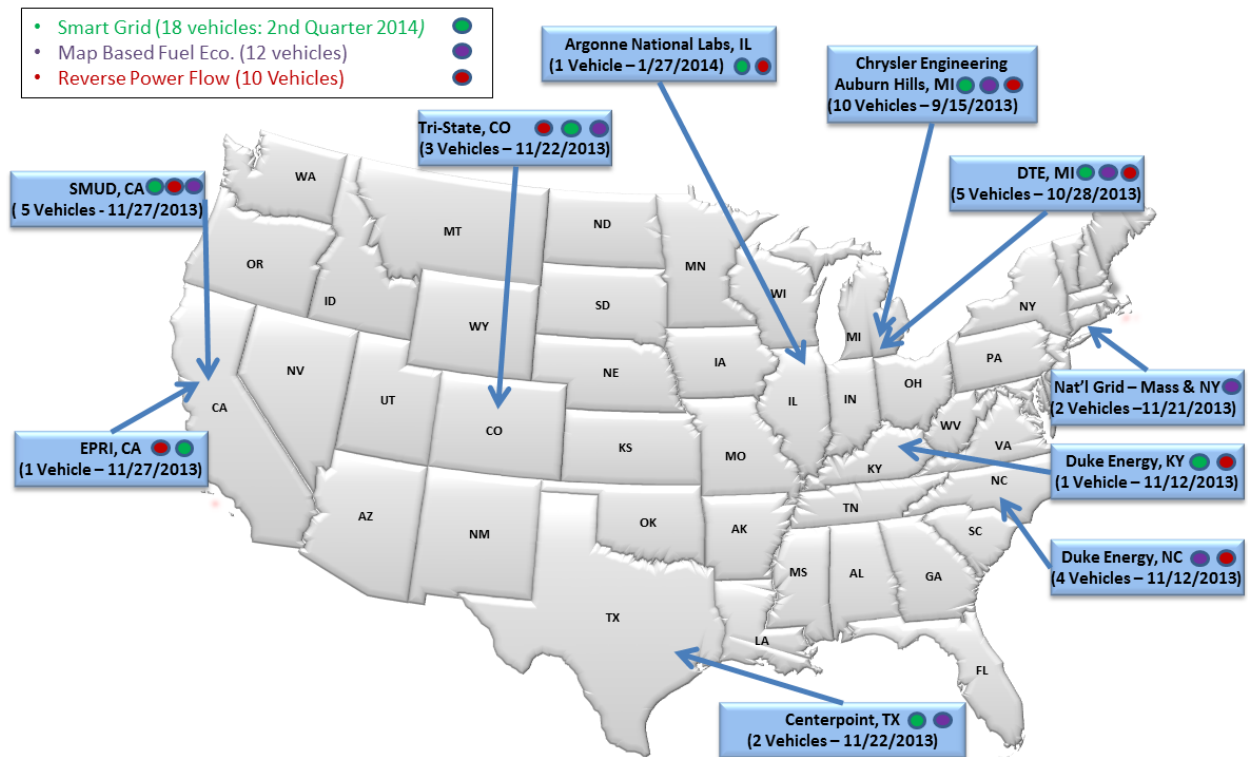 • Smart Grid (18 vehicles: 2nd Quarter 2014)
• Map Based Fuel Eco. (12 vehicles)
• Reverse Power Flow (10 Vehicles)
Argonne National Labs, IL
(1 Vehicle – 1/27/2014)
Chrysler Engineering
Auburn Hills, MI
(10 Vehicles – 9/15/2013)
Tri-State, CO
(3 Vehicles – 11/22/2013)
DTE, MI
(5 Vehicles – 10/28/2013)
SMUD, CA
( 5 Vehicles - 11/27/2013)
WA
MT
ND
MN
OR
ID
SD
WI
NY
WY
MI
IA
PA
NE
NV
IL
IN
OH
Nat'l Grid – Mass & NY
(2 Vehicles –11/21/2013)
CA
UT
CO
WV
EPRI, CA
(1 Vehicle – 11/27/2013)
KS
MO
VA
KY
Duke Energy, KY
(1 Vehicle – 11/12/2013)
NC
TN
AZ
OK
AK
NM
SC
Duke Energy, NC
(4 Vehicles – 11/12/2013)
MS
AL
GA
TX
LA
FL
Centerpoint, TX
(2 Vehicles – 11/22/2013)